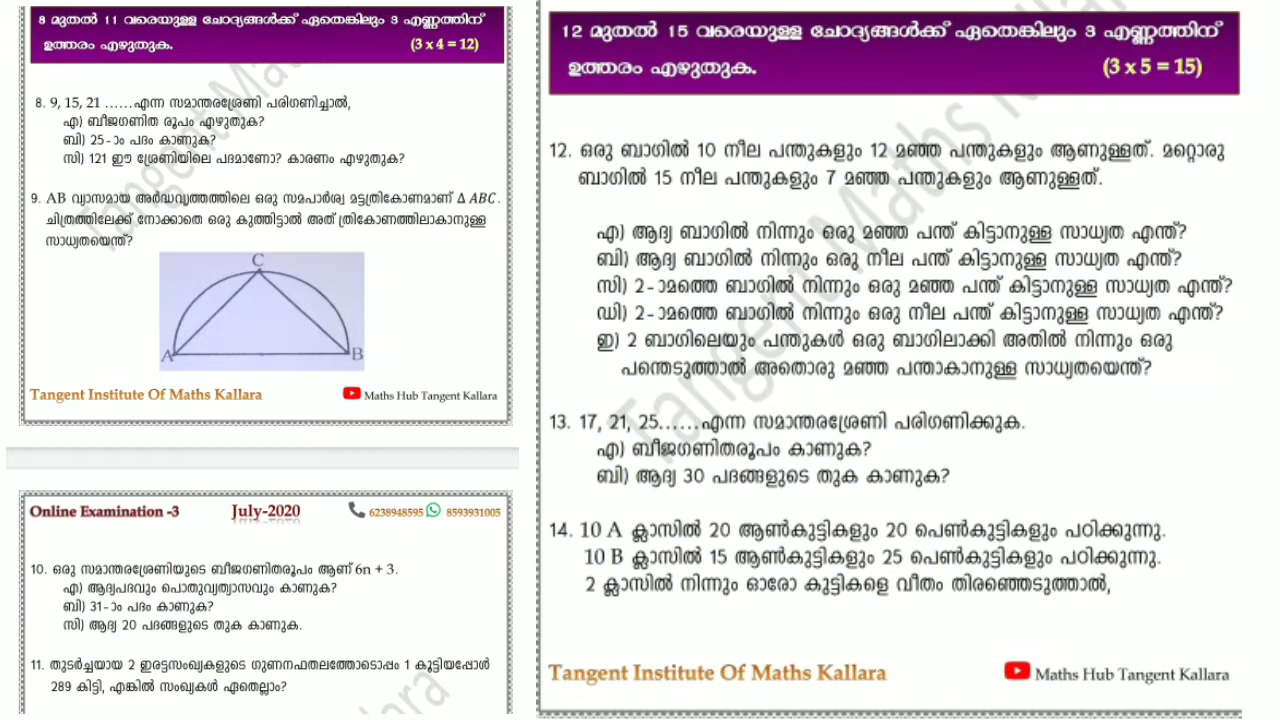 8 മുതൽ 11 വരെയുള്ള ചോദ്യങ്ങൾക്ക് ഏതെങ്കിലും 3 എണ്ണത്തിന്
ഉത്തരം എഴുതുക. (3 x 4 = 12)
8. 9, 15, 21 ......എന്ന സമാന്തരശ്രേണി പരിഗണിച്ചാൽ,
എ) ബീജഗണിത രൂപം എഴുതുക?
ബി) 25-ാം പദം കാണുക?
സി) 121 ഈ ശ്രേണിയിലെ പദമാണോ? കാരണം എഴുതുക?
9. AB വ്യാസമായ അർദ്ധവൃത്തത്തിലെ ഒരു സമപാർശ്വ മട്ടത്രികോണമാണ് Δ ABC.
ചിത്രത്തിലേക്ക് നോക്കാതെ ഒരു കുത്തിട്ടാൽ അത് ത്രികോണത്തിലാകാനുള്ള
സാധ്യതയെന്ത്?
C
A B
Tangent Institute Of Maths Kallara Maths Hub Tangent Kallara
Online Examination -3 July-2020 6238948595 8593931005
10. ഒരു സമാന്തരശ്രേണിയുടെ ബീജഗണിതരൂപം ആണ് 6n + 3.
എ) ആദ്യപദവും പൊതുവ്യത്യാസവും കാണുക?
ബി) 31-ാം പദം കാണുക?
സി) ആദ്യ 20 പദങ്ങളുടെ തുക കാണുക.
11. തുടർച്ചയായ 2 ഇരട്ടസംഖ്യകളുടെ ഗുണനഫതലത്തോടൊപ്പം 1 കൂട്ടിയപ്പോൾ
289 കിട്ടി, എങ്കിൽ സംഖ്യകൾ ഏതെല്ലാം?
12 മുതൽ 15 വരെയുള്ള ചോദ്യങ്ങൾക്ക് ഏതെങ്കിലും 3 എണ്ണത്തിന്
ഉത്തരം എഴുതുക. (3 x 5 = 15)
12. ഒരു ബാഗിൽ 10 നീല പന്തുകളും 12 മഞ്ഞ പന്തുകളും ആണുള്ളത്. മറ്റൊരു
ബാഗിൽ 15 നീല പന്തുകളും 7 മഞ്ഞ പന്തുകളും ആണുള്ളത്.
എ) ആദ്യ ബാഗിൽ നിന്നും ഒരു മഞ്ഞ പന്ത് കിട്ടാനുള്ള സാധ്യത എന്ത്?
ബി) ആദ്യ ബാഗിൽ നിന്നും ഒരു നീല പന്ത് കിട്ടാനുള്ള സാധ്യത എന്ത്?
സി) 2-ാമത്തെ ബാഗിൽ നിന്നും ഒരു മഞ്ഞ പന്ത് കിട്ടാനുള്ള സാധ്യത എന്ത്?
ഡി) 2-ാമത്തെ ബാഗിൽ നിന്നും ഒരു നീല പന്ത് കിട്ടാനുള്ള സാധ്യത എന്ത്?
ഇ) 2 ബാഗിലെയും പന്തുകൾ ഒരു ബാഗിലാക്കി അതിൽ നിന്നും ഒരു
പന്തെടുത്താൽ അതൊരു മഞ്ഞ പന്താകാനുള്ള സാധ്യതയെന്ത്?
13. 17, 21, 25......എന്ന സമാന്തരശ്രേണി പരിഗണിക്കുക.
എ) ബീജഗണിതരൂപം കാണുക?
ബി) ആദ്യ 30 പദങ്ങളുടെ തുക കാണുക?
14. 10 A ക്ലാസിൽ 20 ആൺകുട്ടികളും 20 പെൺകുട്ടികളും പഠിക്കുന്നു.
10 B ക്ലാസിൽ 15 ആൺകുട്ടികളും 25 പെൺകുട്ടികളും പഠിക്കുന്നു.
2 ക്ലാസിൽ നിന്നും ഓരോ കുട്ടികളെ വീതം തിരഞ്ഞെടുത്താൽ,
Tangent Institute Of Maths Kallara Maths Hub Tangent Kallara